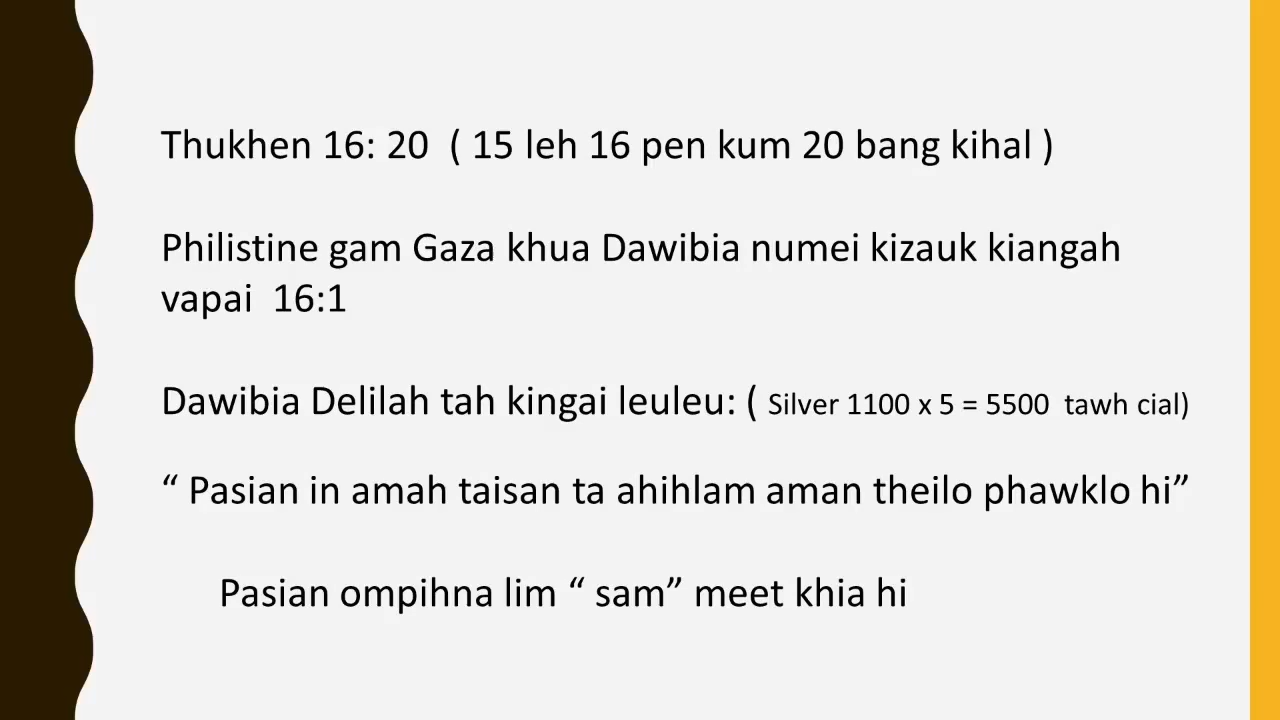 Thukhen 16: 20 ( 15 leh 16 pen kum 20 bang kihal )
Philistine gam Gaza khua Dawibia numei kizauk kiangah
vapai 16:1
Dawibia Delilah tah kingai leuleu: ( Silver 1100 x 5 = 5500 tawh cial)
“ Pasian in amah taisan ta ahihlam aman theilo phawklo hi”
Pasian ompihna lim “ sam” meet khia hi